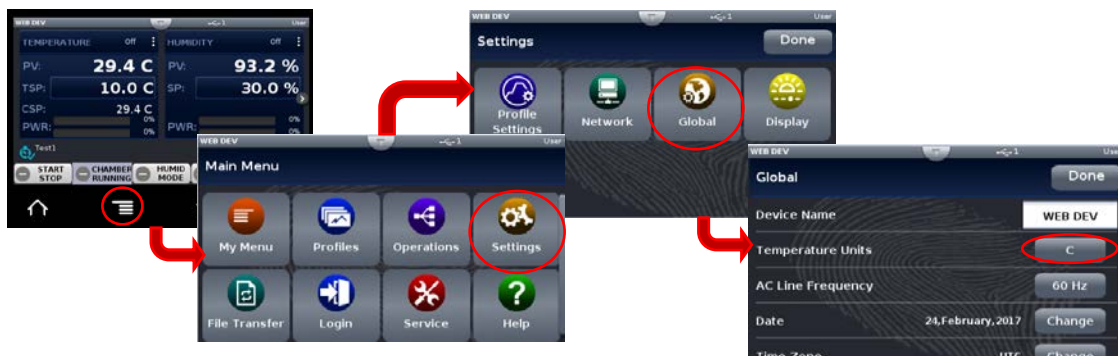 WEB DEV 1 User
TEMPERATURE Off HUMIDITY Off
PV: 29.4 C PV: 93.2 %
TSP: 10.0 C SP: 30.0 %
CSP: 29.4 C
0% 0%
PWR: 0% PWR: 0%
Test1
START STOP CHAMBER RUNNING HUMID MODE
WEB DEV 1 User
Main Menu
My Menu Profiles Operations Settings
File Transfer Login Service Help
WEB DEV 1 User
Settings Done
Profile Settings Network Global Display
WEB DEV 1
Global Done
Device Name WEB DEV
Temperature Units C
AC Line Frequency 60 Hz
Date 24,February,2017 Change
Time Zone UTC Change